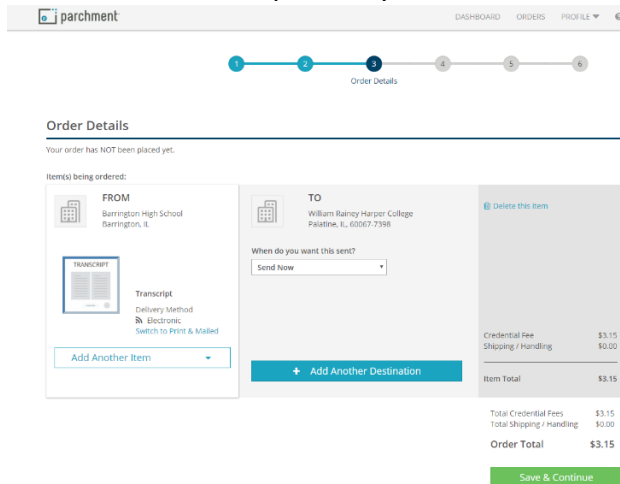 parchment
DASHBOARD ORDERS PROFILE
1 2 3 4 5 6
Order Details
Order Details
Your order has NOT been placed yet.
Item(s) being ordered:
FROM
Barrington High School
Barrington, IL
TRANSCRIPT
Transcript
Delivery Method
Electronic
Switch to Print & Mailed
Add Another Item
TO
William Rainey Harper College
Palatine, IL, 60067-7398
When do you want this sent?
Send Now
+ Add Another Destination
Delete this item
Credential Fee $3.15
Shipping / Handling $0.00
Item Total $3.15
Total Credential Fees $3.15
Total Shipping / Handling $0.00
Order Total $3.15
Save & Continue